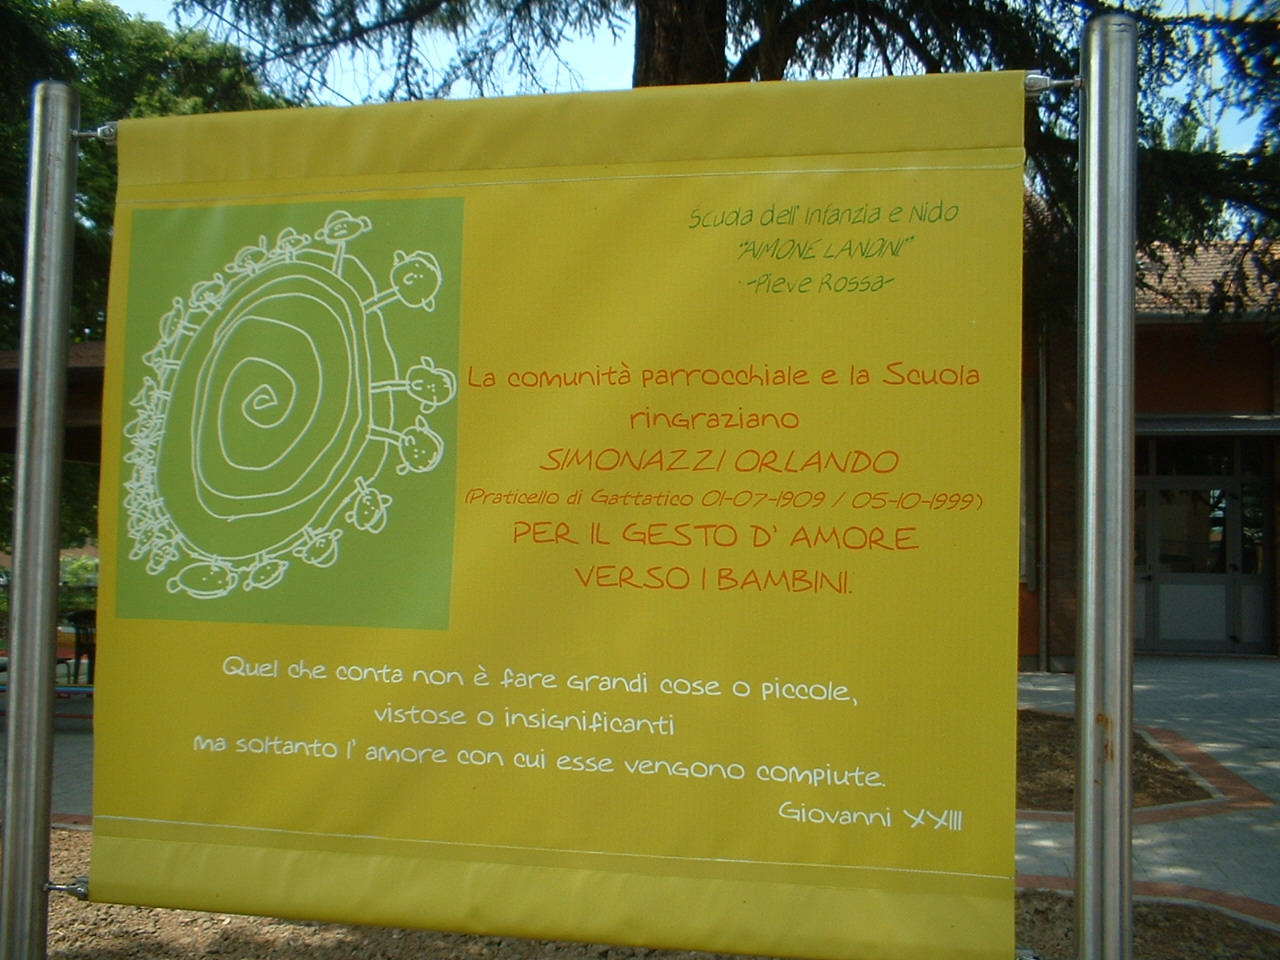 Scuola dell' Infanzia e Nido
"AIMONE LANDINI"
-Pieve Rossa-
La comunità parrocchiale e la Scuola
ringraziano
SIMONAZZI ORLANDO
(Praticello di Gattatico 01-07-1909 / 05-10-1999)
PER IL GESTO D' AMORE
VERSO I BAMBINI.
Quel che conta non è fare grandi cose o piccole,
vistose o insignificanti
ma soltanto l' amore con cui esse vengono compiute.
Giovanni XXIII